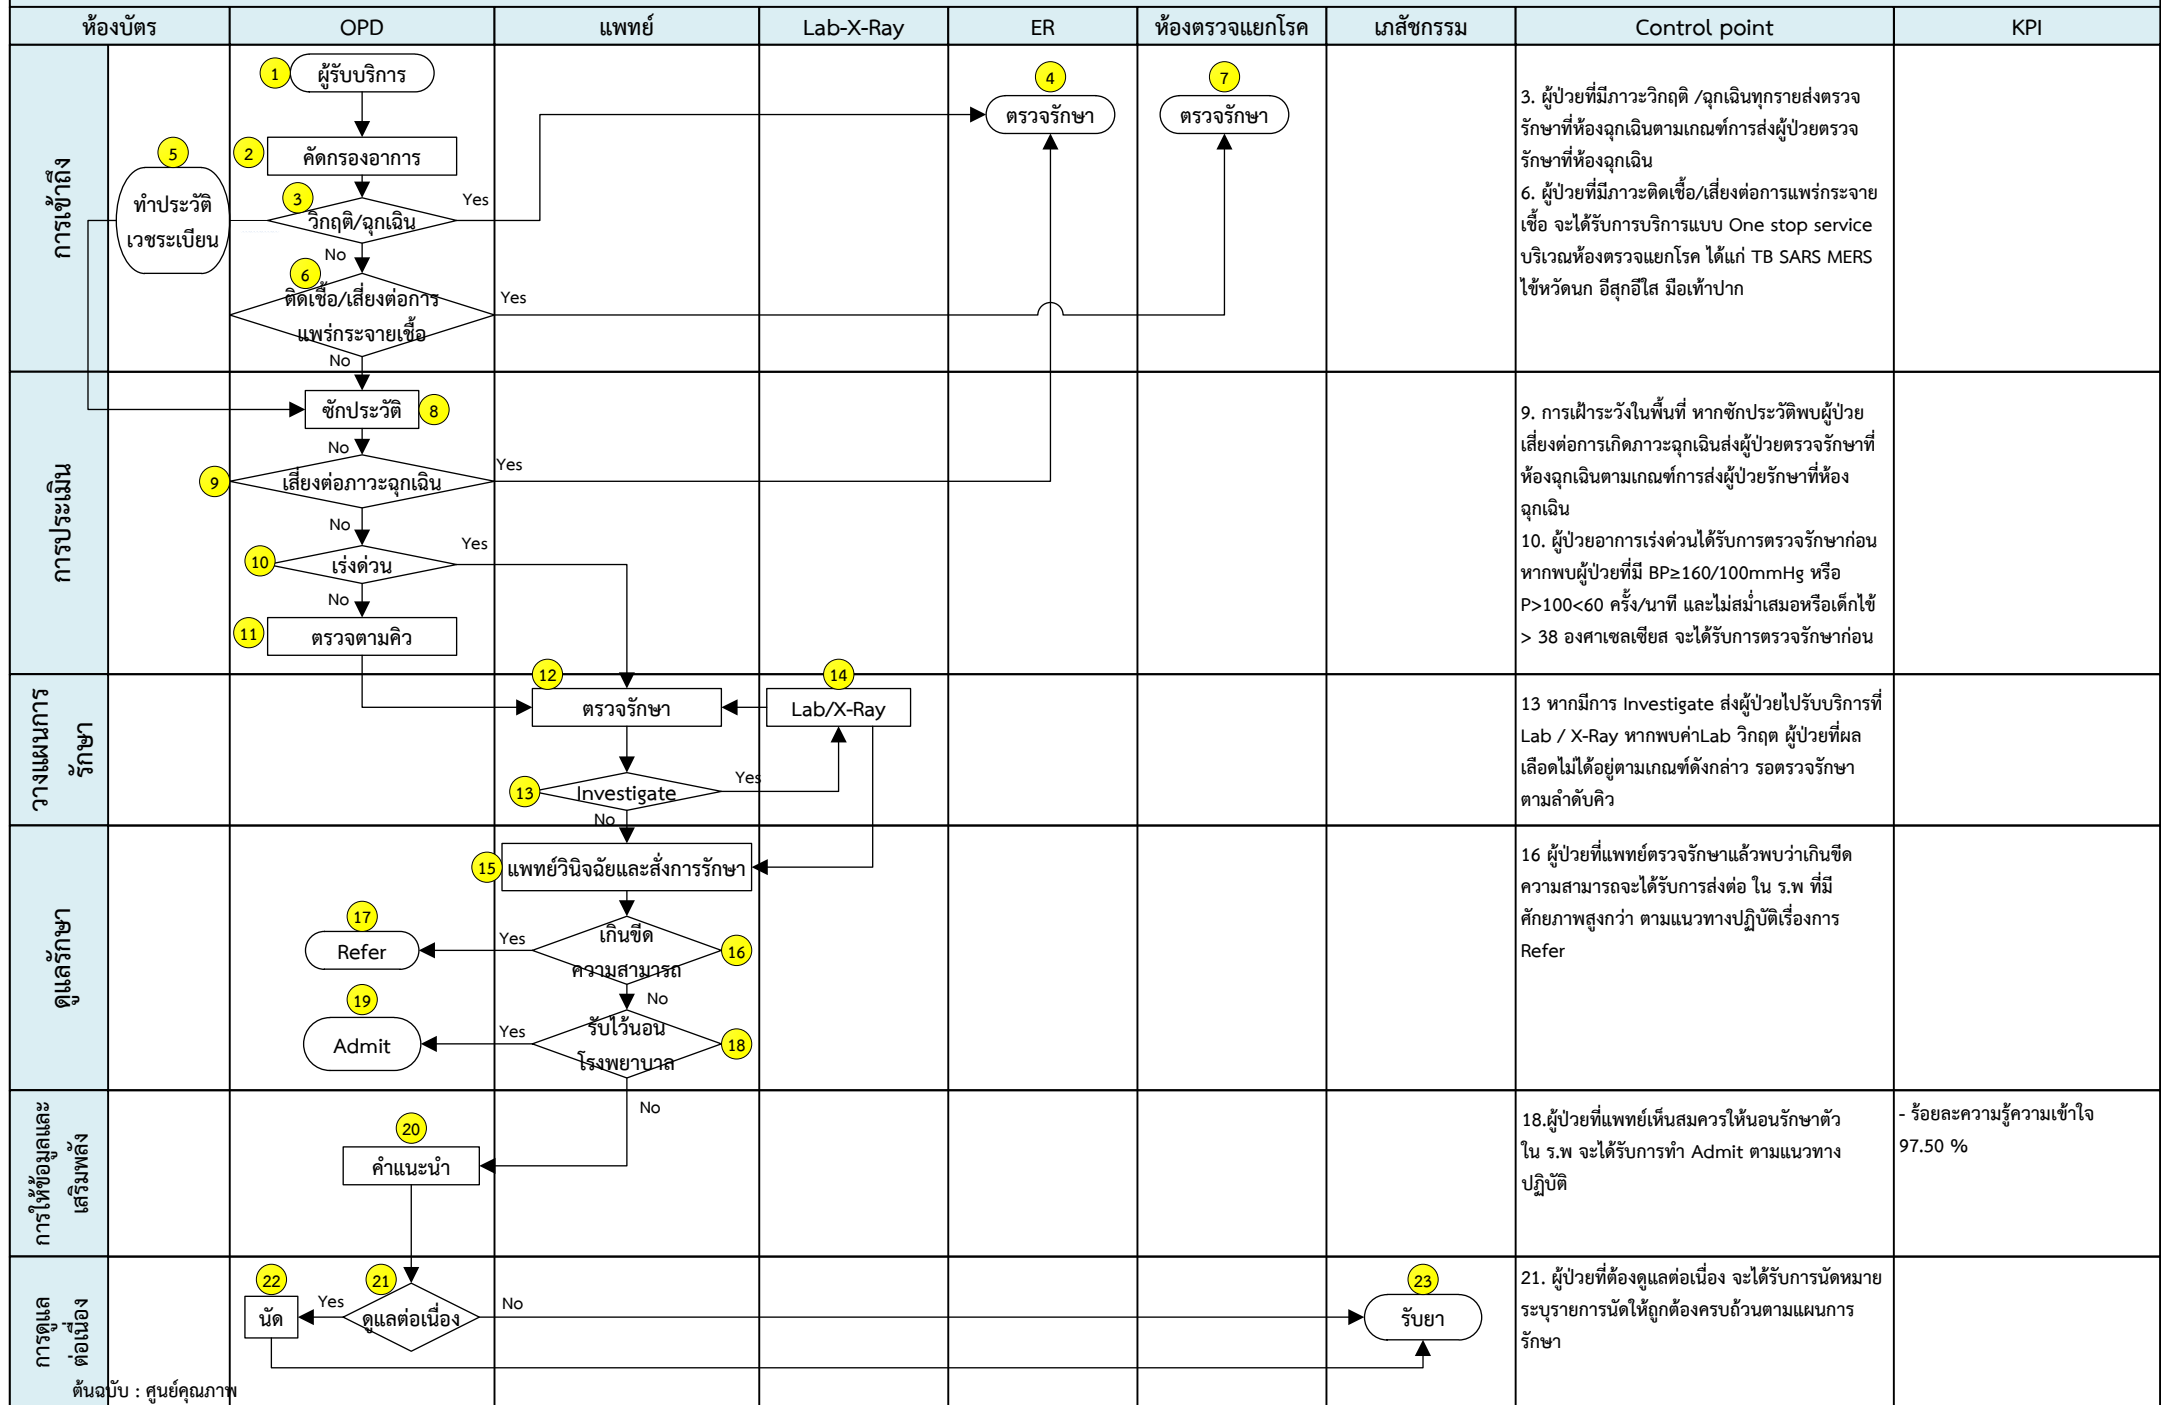 ห้องบัตร OPD แพทย์ Lab-X-Ray ER ห้องตรวจแยกโรค เภสัชกรรม Control point KPI
การเข้าถึง
1 ผู้รับบริการ
2 คัดกรองอาการ
3 วิกฤติ/ฉุกเฉิน
Yes
No
4 ตรวจรักษา
5 ทำประวัติ
เวชระเบียน
6 ติดเชื้อ/เสี่ยงต่อการ
แพร่กระจายเชื้อ
Yes
No
7 ตรวจรักษา
3. ผู้ป่วยที่มีภาวะวิกฤติ /ฉุกเฉินทุกรายส่งตรวจ
รักษาที่ห้องฉุกเฉินตามเกณฑ์การส่งผู้ป่วยตรวจ
รักษาที่ห้องฉุกเฉิน
6. ผู้ป่วยที่มีภาวะติดเชื้อ/เสี่ยงต่อการแพร่กระจาย
เชื้อ จะได้รับการบริการแบบ One stop service
บริเวณห้องตรวจแยกโรค ได้แก่ TB SARS MERS
ไข้หวัดนก อีสุกอีใส มือเท้าปาก
การประเมิน
ซักประวัติ 8
No
9 เสี่ยงต่อภาวะฉุกเฉิน
Yes
No
10 เร่งด่วน
Yes
No
11 ตรวจตามคิว
9. การเฝ้าระวังในพื้นที่ หากซักประวัติพบผู้ป่วย
เสี่ยงต่อการเกิดภาวะฉุกเฉินส่งผู้ป่วยตรวจรักษาที่
ห้องฉุกเฉินตามเกณฑ์การส่งผู้ป่วยรักษาที่ห้อง
ฉุกเฉิน
10. ผู้ป่วยอาการเร่งด่วนได้รับการตรวจรักษาก่อน
หากพบผู้ป่วยที่มี BP≥160/100mmHg หรือ
P>100<60 ครั้ง/นาที และไม่สม่ำเสมอหรือเด็กไข้
> 38 องศาเซลเซียส จะได้รับการตรวจรักษาก่อน
วางแผนการ
รักษา
12 ตรวจรักษา
14 Lab/X-Ray
13 Investigate
Yes
No
13 หากมีการ Investigate ส่งผู้ป่วยไปรับบริการที่
Lab / X-Ray หากพบค่าLab วิกฤต ผู้ป่วยที่ผล
เลือดไม่ได้อยู่ตามเกณฑ์ดังกล่าว รอตรวจรักษา
ตามลำดับคิว
ดูแลรักษา
15 แพทย์วินิจฉัยและสั่งการรักษา
เกินขีด
ความสามารถ 16
Yes
No
17 Refer
รับไว้นอน
โรงพยาบาล 18
Yes
No
19 Admit
16 ผู้ป่วยที่แพทย์ตรวจรักษาแล้วพบว่าเกินขีด
ความสามารถจะได้รับการส่งต่อ ใน ร.พ ที่มี
ศักยภาพสูงกว่า ตามแนวทางปฏิบัติเรื่องการ
Refer
การให้ข้อมูลและ
เสริมพลัง
20 คำแนะนำ
18.ผู้ป่วยที่แพทย์เห็นสมควรให้นอนรักษาตัว
ใน ร.พ จะได้รับการทำ Admit ตามแนวทาง
ปฏิบัติ
- ร้อยละความรู้ความเข้าใจ
97.50 %
การดูแล
ต่อเนื่อง
22 นัด
Yes
21 ดูแลต่อเนื่อง
No
23 รับยา
21. ผู้ป่วยที่ต้องดูแลต่อเนื่อง จะได้รับการนัดหมาย
ระบุรายการนัดให้ถูกต้องครบถ้วนตามแผนการ
รักษา
ต้นฉบับ : ศูนย์คุณภาพ